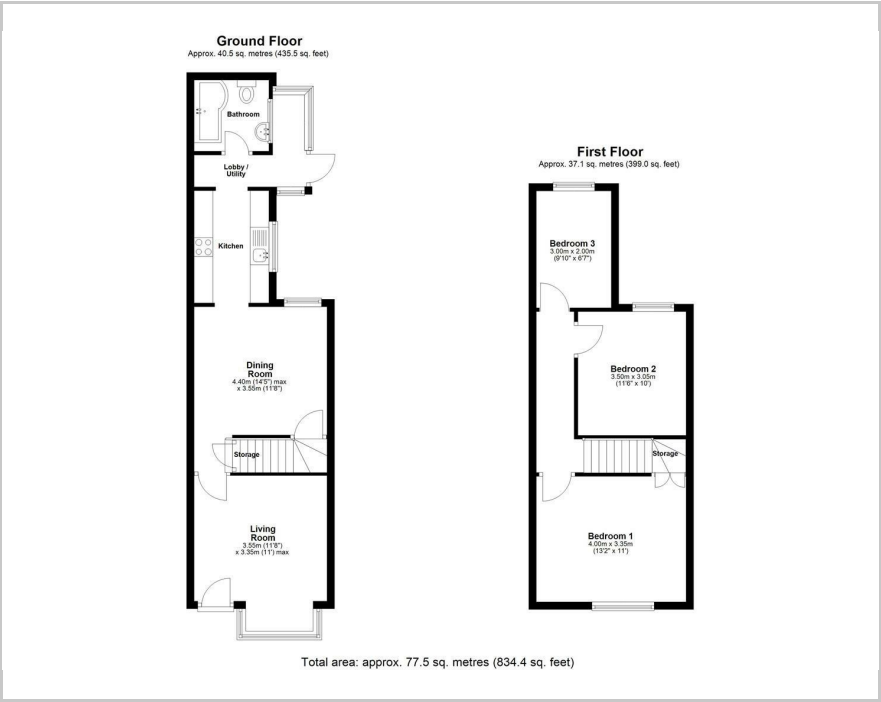 Ground Floor
Approx. 40.5 sq. metres (435.5 sq. feet)
Bathroom
Lobby /
Utility
Kitchen
Dining
Room
4.40m (14'5") max
x 3.55m (11'8")
Storage
Living
Room
3.55m (11'8")
x 3.35m (11') max
First Floor
Approx. 37.1 sq. metres (399.0 sq. feet)
Bedroom 3
3.00m x 2.00m
(9'10" x 6'7")
Bedroom 2
3.50m x 3.05m
(11'6" x 10')
Storage
Bedroom 1
4.00m x 3.35m
(13'2" x 11')
Total area: approx. 77.5 sq. metres (834.4 sq. feet)